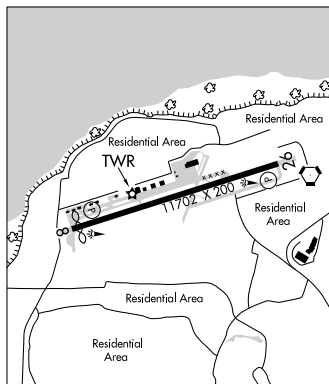 Residential Area
Residential Area
TWR
26
P
x x x x
11702 X 200
P
Residential
Area
8
Residential Area
Residential
Area